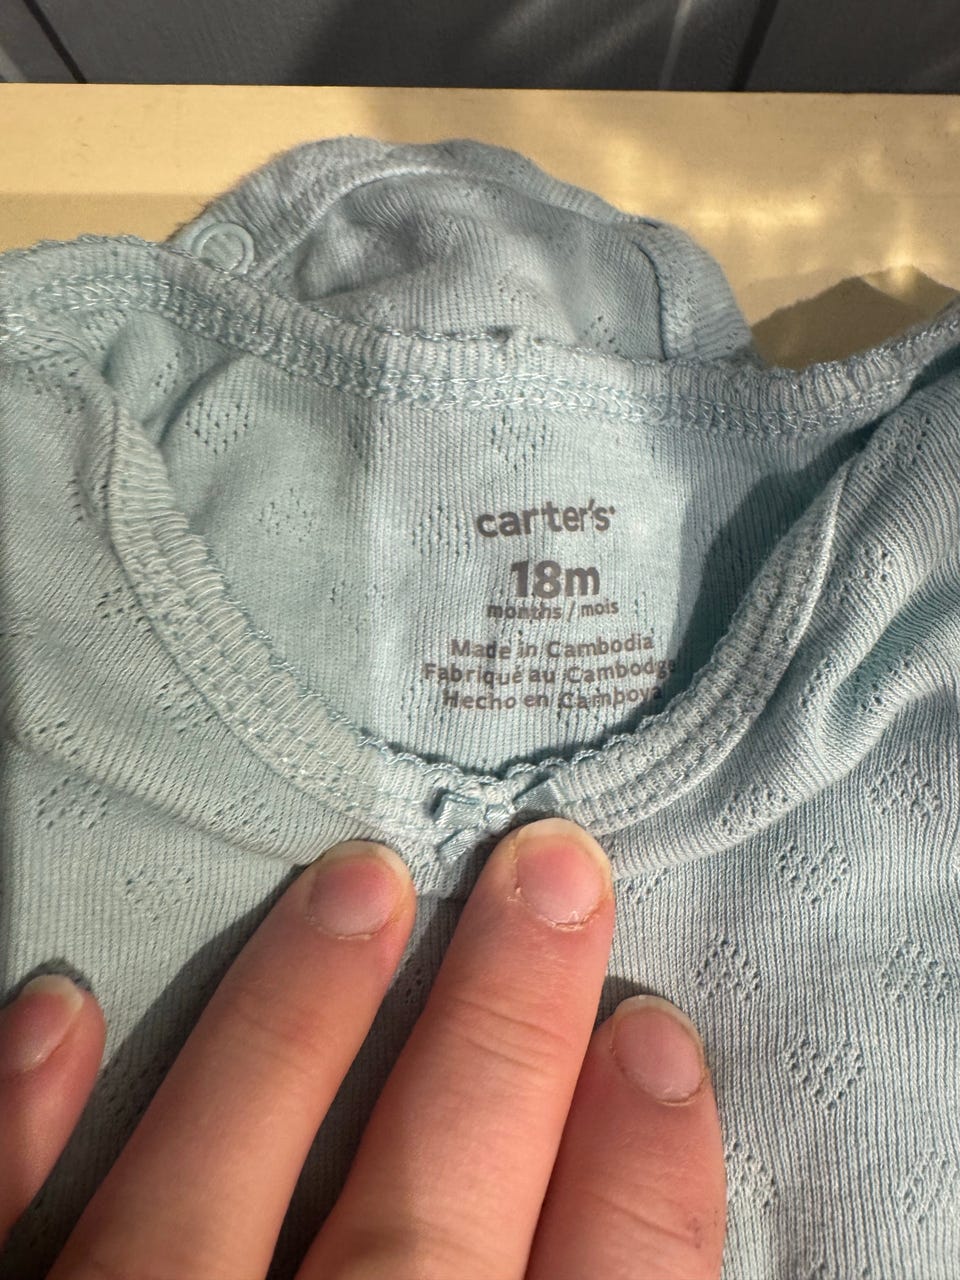 carter's
18m
months / mois
Made in Cambodia
Fabriqué au Cambodge
Hecho en Camboya